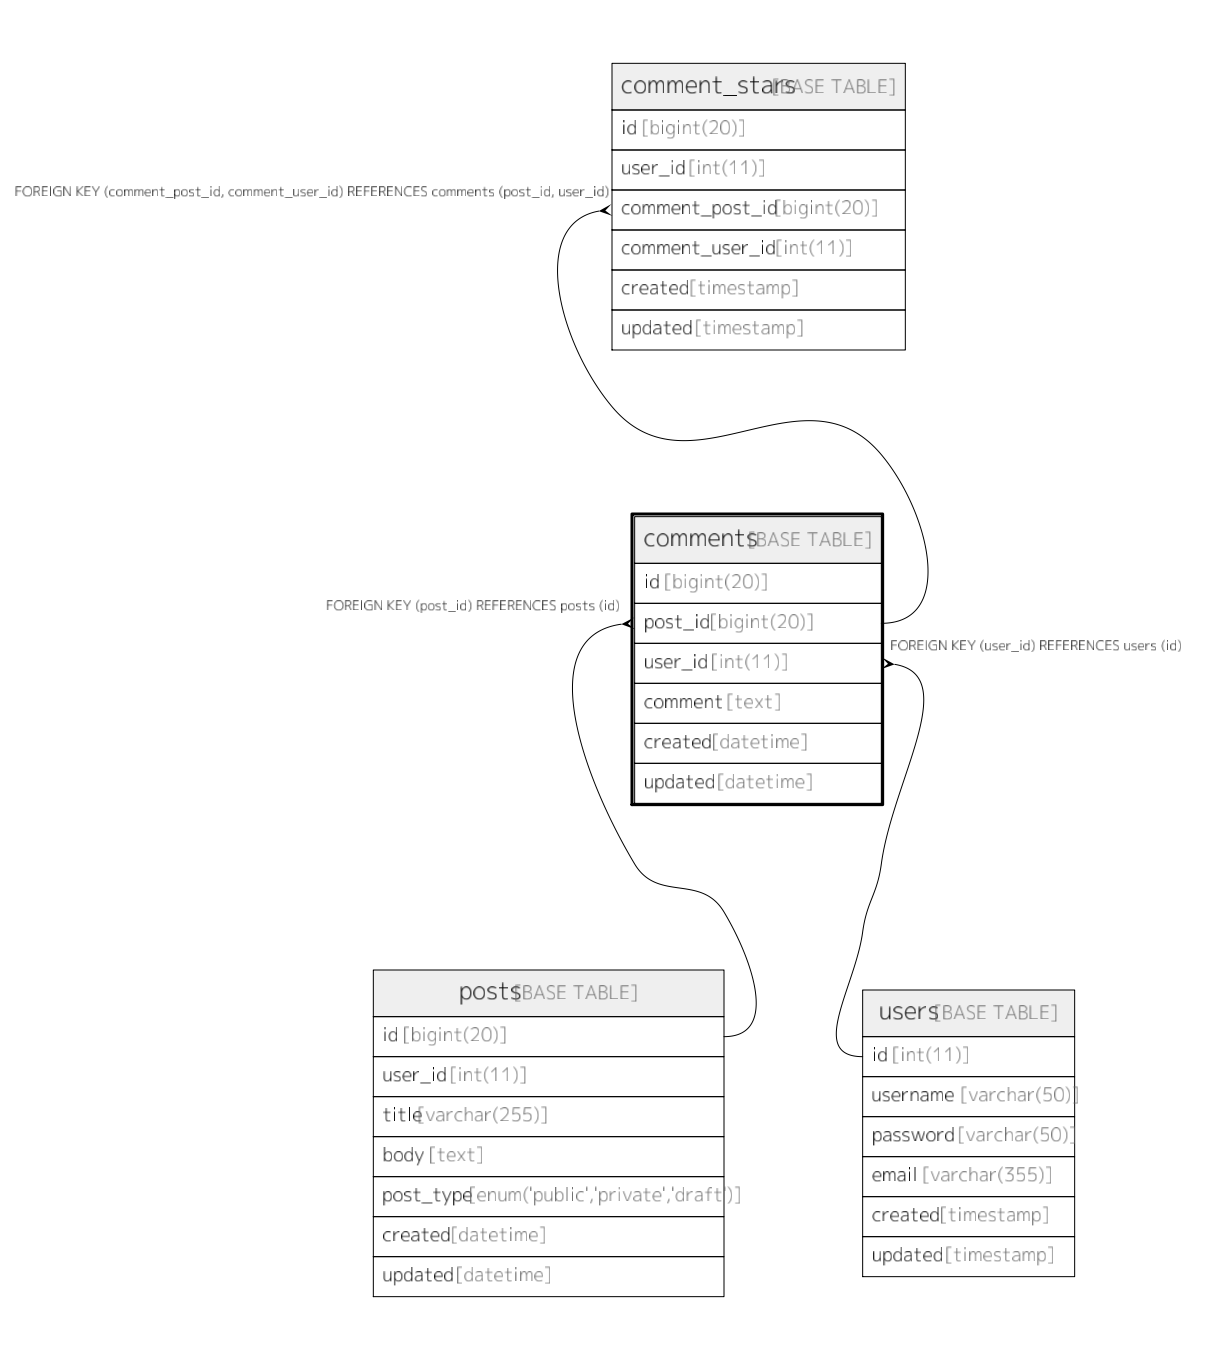 comment_stars [BASE TABLE]
id [bigint(20)]
user_id [int(11)]
FOREIGN KEY (comment_post_id, comment_user_id) REFERENCES comments (post_id, user_id)
comment_post_id [bigint(20)]
comment_user_id [int(11)]
created [timestamp]
updated [timestamp]
comments [BASE TABLE]
id [bigint(20)]
FOREIGN KEY (post_id) REFERENCES posts (id)
post_id [bigint(20)]
FOREIGN KEY (user_id) REFERENCES users (id)
user_id [int(11)]
comment [text]
created [datetime]
updated [datetime]
posts [BASE TABLE]
id [bigint(20)]
user_id [int(11)]
title [varchar(255)]
body [text]
post_type [enum('public','private','draft')]
created [datetime]
updated [datetime]
users [BASE TABLE]
id [int(11)]
username [varchar(50)]
password [varchar(50)]
email [varchar(355)]
created [timestamp]
updated [timestamp]